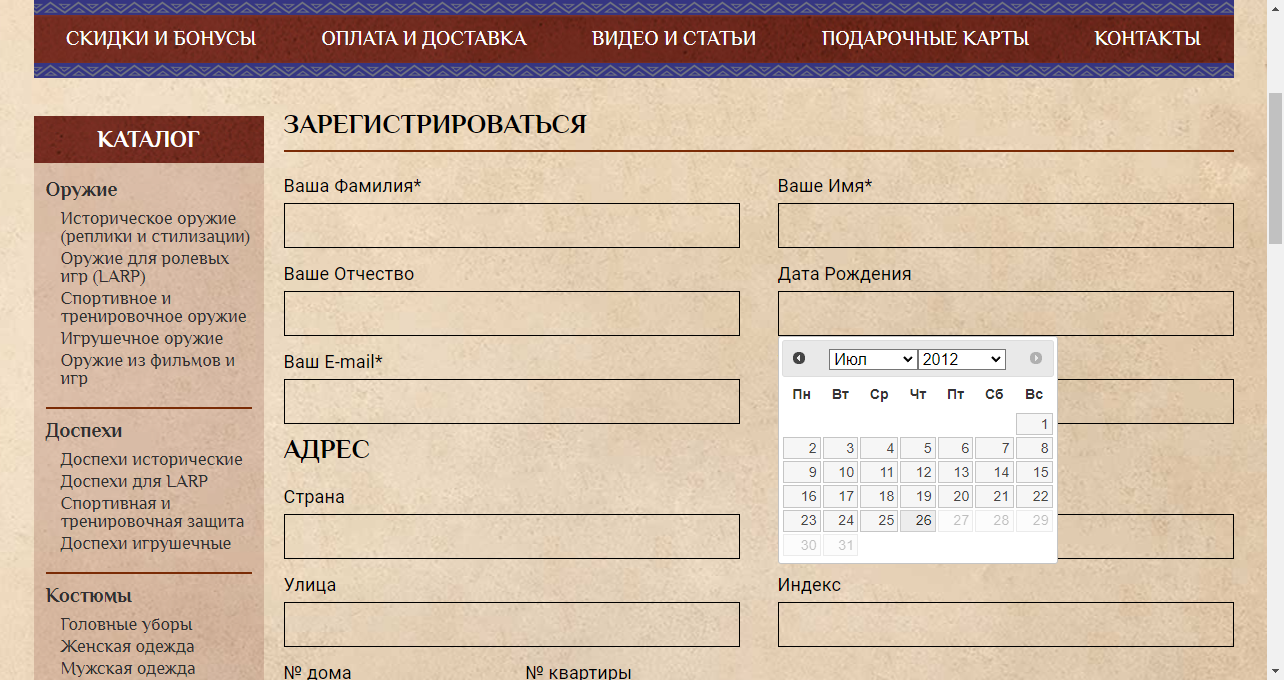 СКИДКИ И БОНУСЫ ОПЛАТА И ДОСТАВКА ВИДЕО И СТАТЬИ ПОДАРОЧНЫЕ КАРТЫ КОНТАКТЫ
КАТАЛОГ
Оружие
Историческое оружие
(реплики и стилизации)
Оружие для ролевых
игр (LARP)
Спортивное и
тренировочное оружие
Игрушечное оружие
Оружие из фильмов и
игр
Доспехи
Доспехи исторические
Доспехи для LARP
Спортивная и
тренировочная защита
Доспехи игрушечные
Костюмы
Головные уборы
Женская одежда
Мужская одежда
ЗАРЕГИСТРИРОВАТЬСЯ
Ваша Фамилия* Ваше Имя*
Ваше Отчество Дата Рождения
Ваш E-mail*
Июл 2012
Пн Вт Ср Чт Пт Сб Вс
1
2 3 4 5 6 7 8
9 10 11 12 13 14 15
16 17 18 19 20 21 22
23 24 25 26 27 28 29
30 31
АДРЕС
Страна
Улица Индекс
№ дома № квартиры